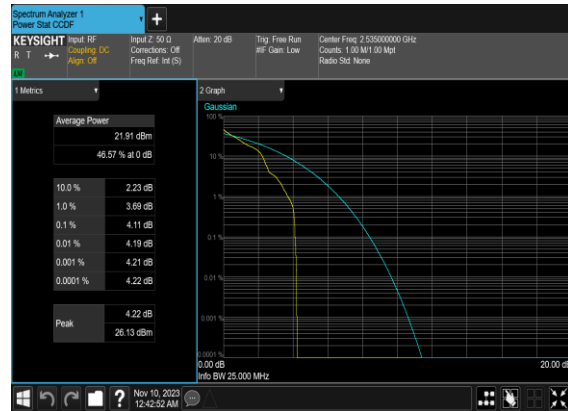 Spectrum Analyzer 1
Power Stat CCDF
+
KEYSIGHT
R T
LXI
Input: RF
Coupling: DC
Align: Off
Input Z: 50 Ω
Corrections: Off
Freq Ref: Int (S)
Atten: 20 dB
Trig: Free Run
#IF Gain: Low
Center Freq: 2.535000000 GHz
Counts: 1.00 M/1.00 Mpt
Radio Std: None
1 Metrics
Average Power
21.91 dBm
46.57 % at 0 dB
10.0 % 2.23 dB
1.0 % 3.69 dB
0.1 % 4.11 dB
0.01 % 4.19 dB
0.001 % 4.21 dB
0.0001 % 4.22 dB
Peak
4.22 dB
26.13 dBm
2 Graph
Gaussian
100 %
10 %
1 %
0.1 %
0.01 %
0.001 %
0.0001 %
0.00 dB 20.00 dB
Info BW 25.000 MHz
? Nov 10, 2023
12:42:52 AM